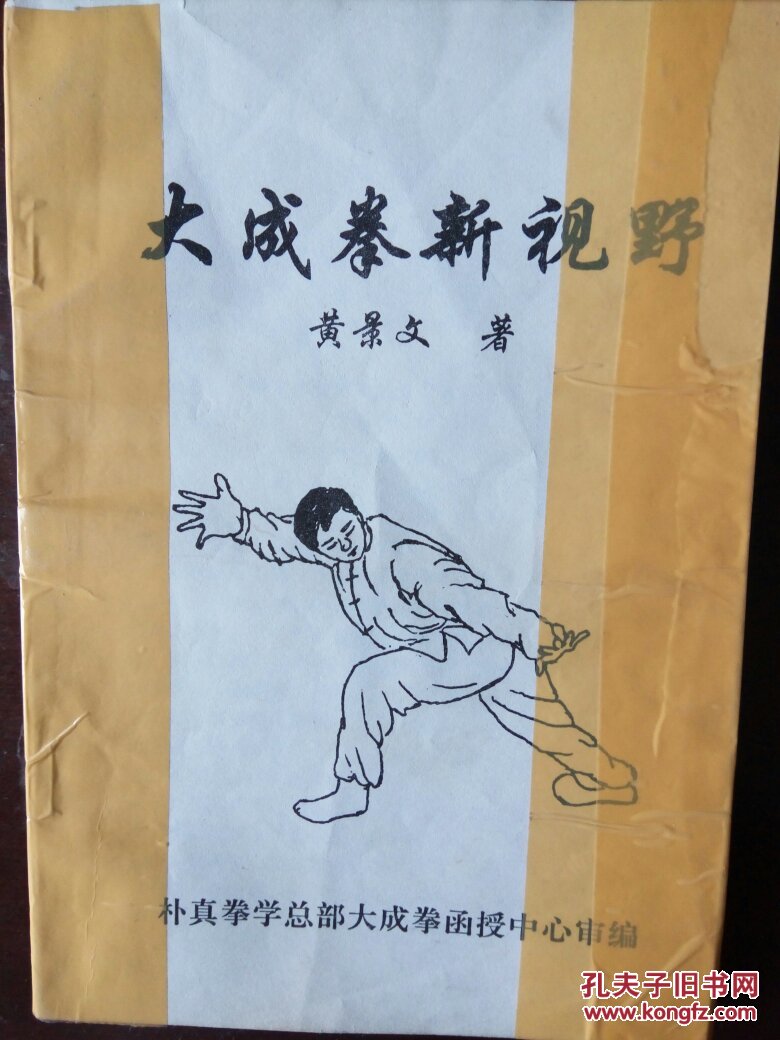 大成拳新视野
黄景文 著
朴真拳学总部大成拳函授中心审编
孔夫子旧书网
www.kongfz.com